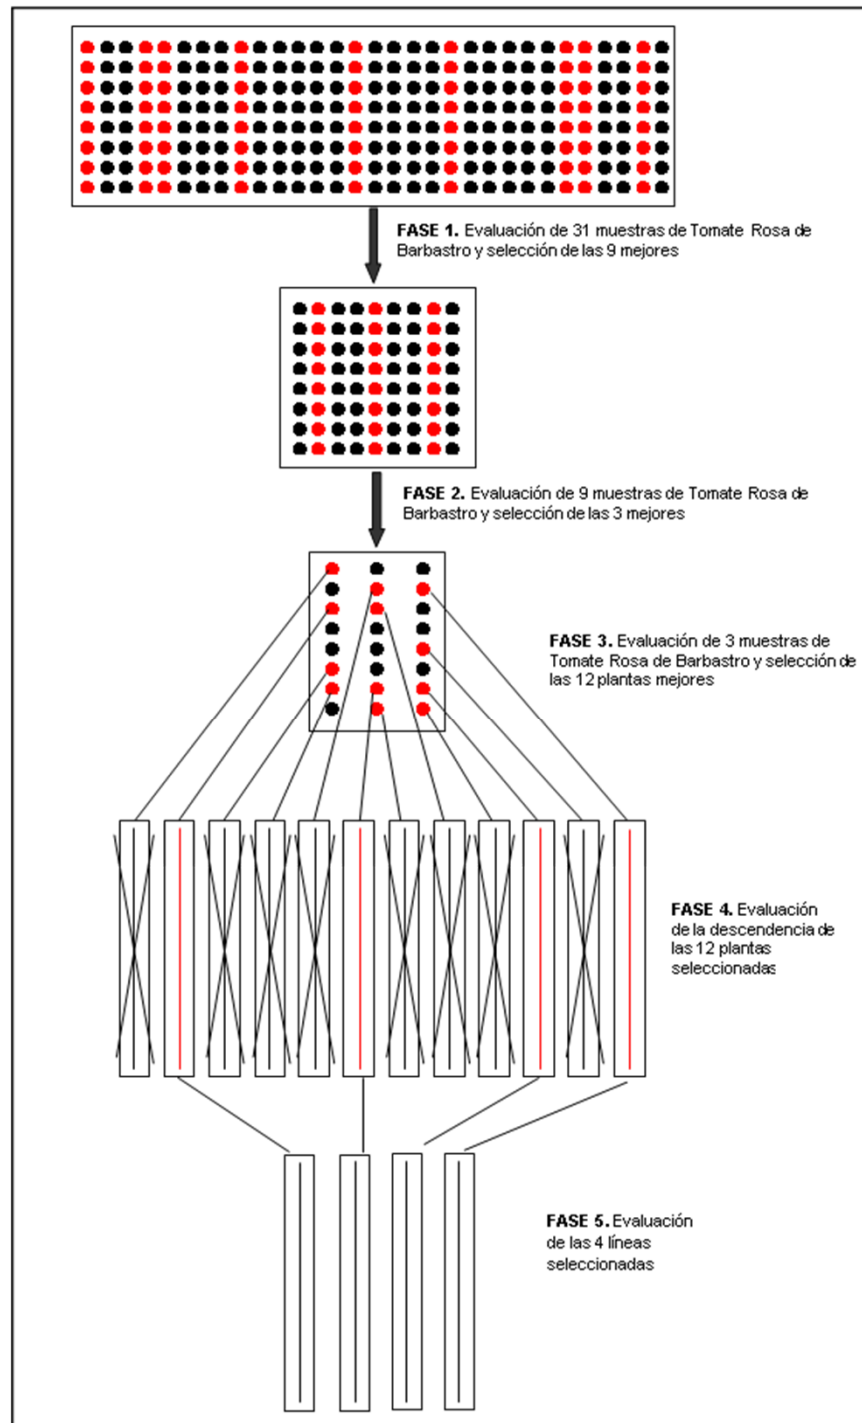 FASE 1. Evaluación de 31 muestras de Tomate Rosa de
Barbastro y selección de las 9 mejores
FASE 2. Evaluación de 9 muestras de Tomate Rosa de
Barbastro y selección de las 3 mejores
FASE 3. Evaluación de 3 muestras de
Tomate Rosa de Barbastro y selección de
las 12 plantas mejores
FASE 4. Evaluación
de la descendencia de
las 12 plantas
seleccionadas
FASE 5. Evaluación
de las 4 líneas
seleccionadas